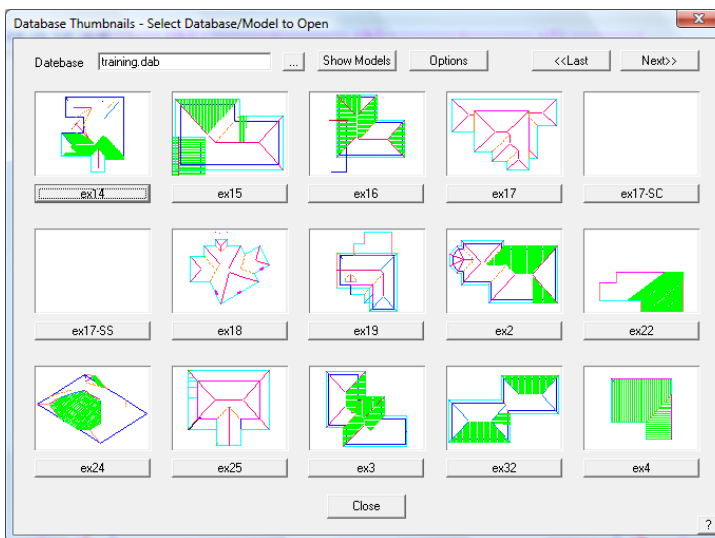 Database Thumbnails - Select Database/Model to Open
Datebase training.dab ... Show Models Options <<Last Next>>
ex14 ex15 ex16 ex17 ex17-SC
ex17-SS ex18 ex19 ex2 ex22
ex24 ex25 ex3 ex32 ex4
Close
?